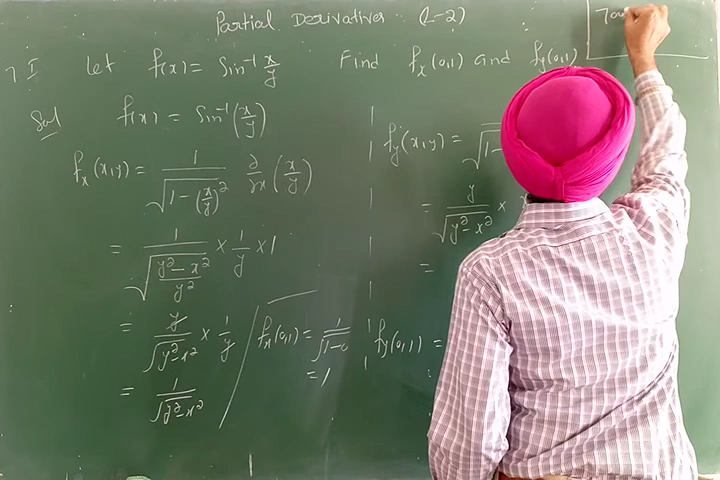 Partial Derivatives (L-2)
7 I Let f(x) = Sin⁻¹ x/y Find fx(0,1) and fy(0,1)
Sol f(x) = Sin⁻¹(x/y)
fx(x,y) = 1/√(1-(x/y)²) ∂/∂x (x/y)
= 1/√((y²-x²)/y²) × 1/y × 1
= y/√(y²-x²) × 1/y
= 1/√(y²-x²)
fx(0,1) = 1/√(1-0)
= 1
fy(x,y) =
= y/√(y²-x²) ×
=
fy(0,1) =